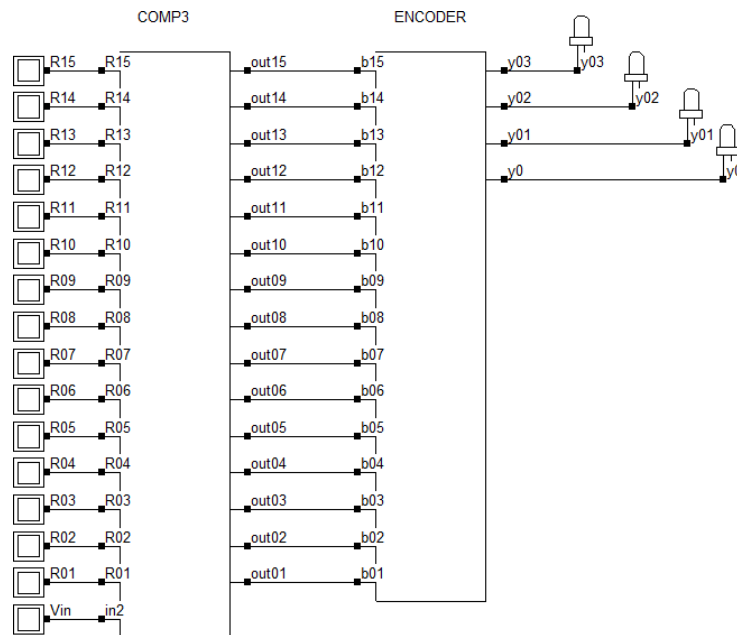 COMP3 ENCODER
R15 R15 out15 b15 y03 y03
R14 R14 out14 b14 y02 y02
R13 R13 out13 b13 y01 y01
R12 R12 out12 b12 y0
R11 R11 out11 b11
R10 R10 out10 b10
R09 R09 out09 b09
R08 R08 out08 b08
R07 R07 out07 b07
R06 R06 out06 b06
R05 R05 out05 b05
R04 R04 out04 b04
R03 R03 out03 b03
R02 R02 out02 b02
R01 R01 out01 b01
Vin in2